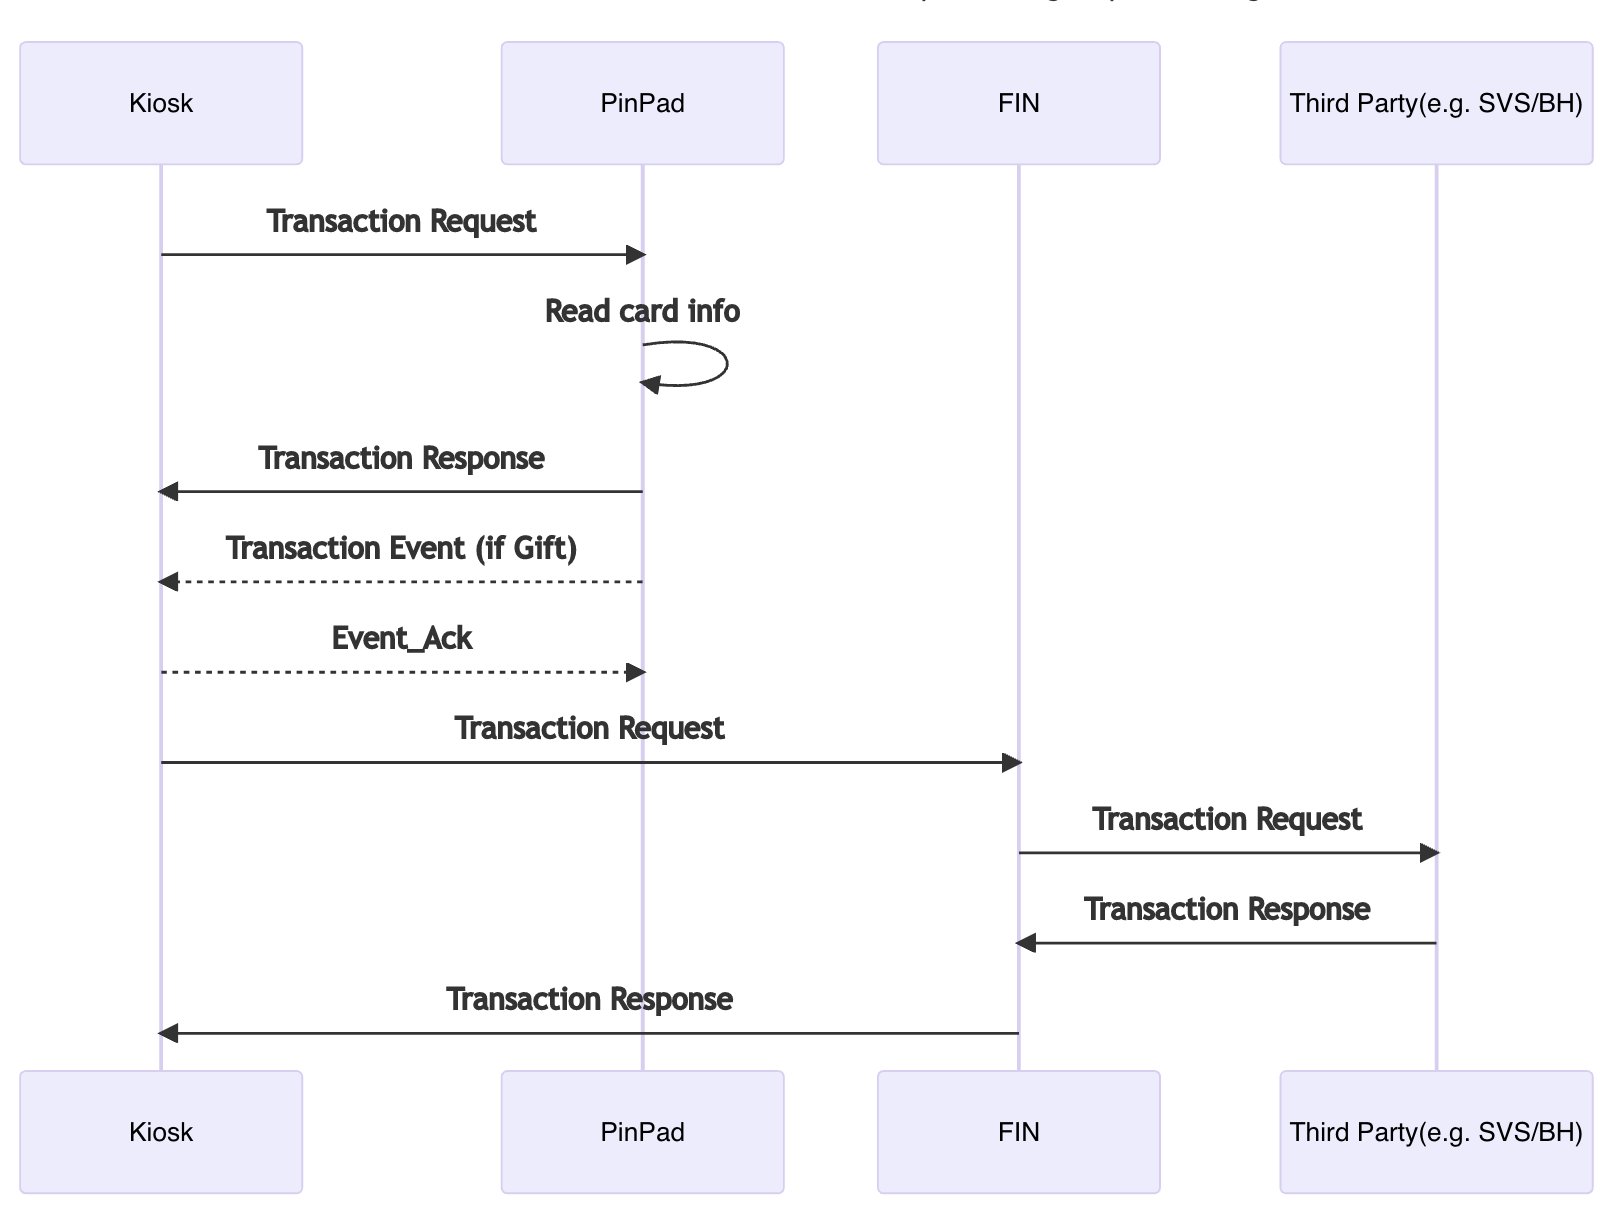 Kiosk
PinPad
FIN
Third Party(e.g. SVS/BH)
Transaction Request
Read card info
Transaction Response
Transaction Event (if Gift)
Event_Ack
Transaction Request
Transaction Request
Transaction Response
Transaction Response
Kiosk
PinPad
FIN
Third Party(e.g. SVS/BH)